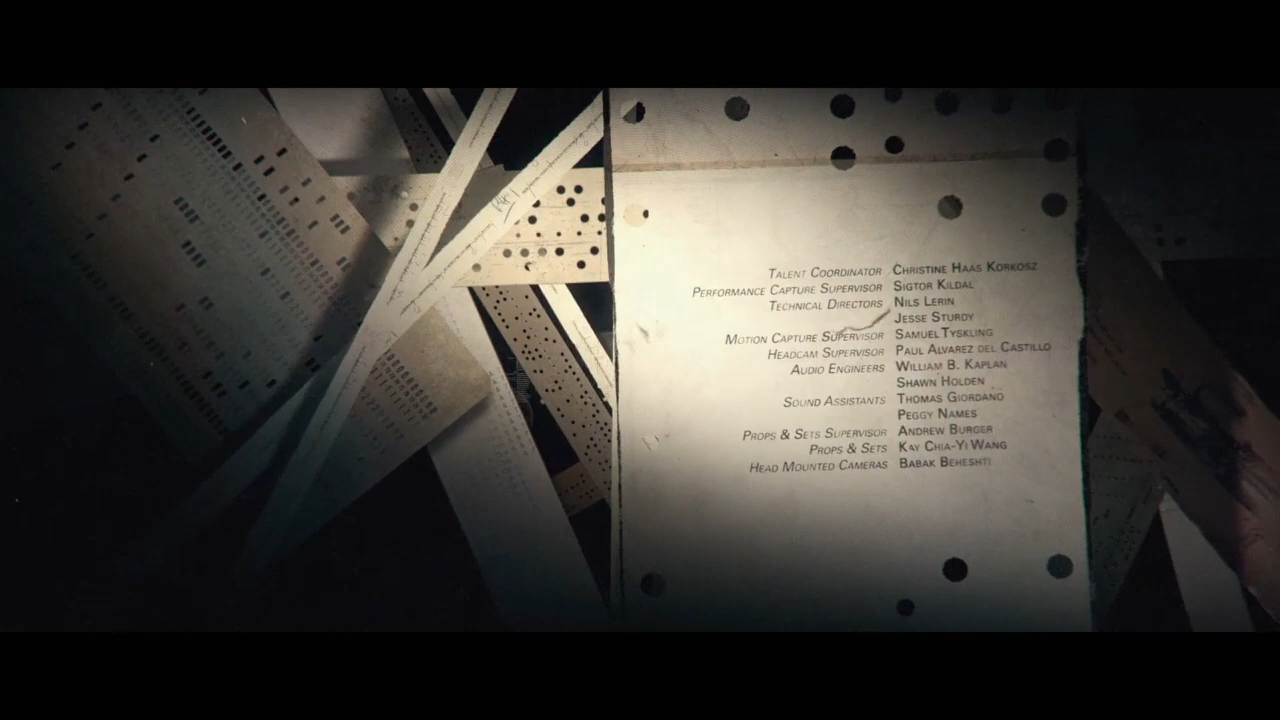 Talent Coordinator Christine Haas Korkosz
Performance Capture Supervisor Sigtor Kildal
Technical Directors Nils Lerin
Jesse Sturdy
Motion Capture Supervisor Samuel Tyskling
Headcam Supervisor Paul Alvarez del Castillo
Audio Engineers William B. Kaplan
Shawn Holden
Sound Assistants Thomas Giordano
Peggy Names
Props & Sets Supervisor Andrew Burger
Props & Sets Kay Chia-Yi Wang
Head Mounted Cameras Babak Beheshti